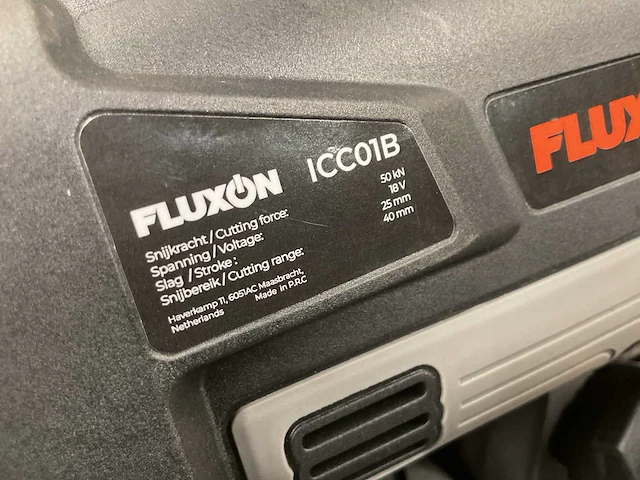 FLUXON ICC01B
Snijkracht / Cutting force: 50 kN
Spanning / Voltage: 18 V
Slag / Stroke : 25 mm
Snijbereik / Cutting range: 40 mm
Haverkamp 11, 6051AC Maasbracht,
Netherlands Made in P.R.C
FLUX